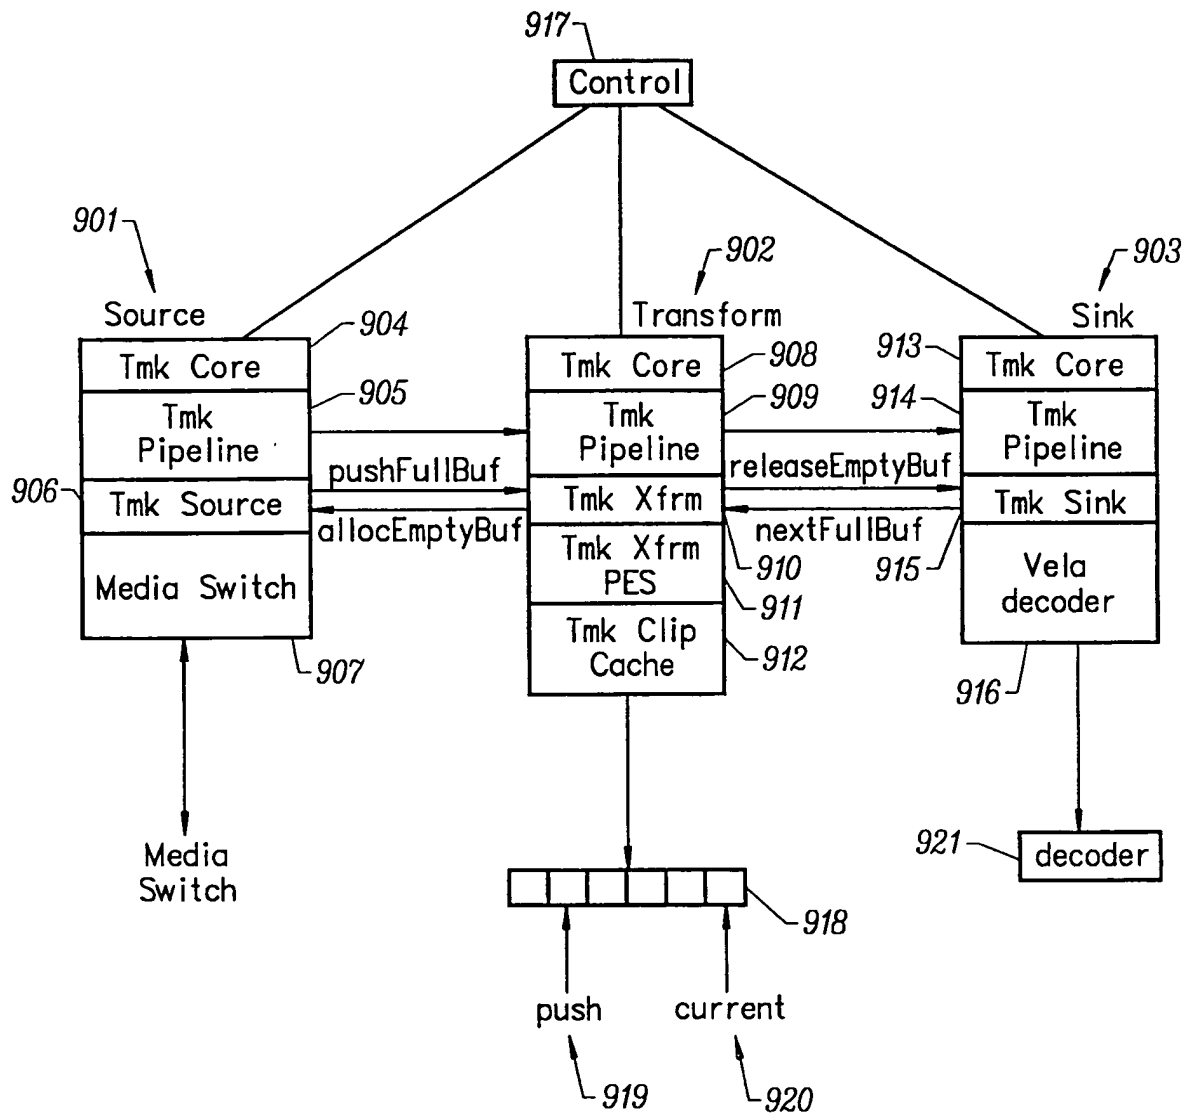 917
Control
901
902
903
Source
Transform
Sink
904
908
913
Tmk Core
Tmk Core
Tmk Core
905
909
914
Tmk
Pipeline
Tmk
Pipeline
Tmk
Pipeline
pushFullBuf
releaseEmptyBuf
906
Tmk Source
Tmk Xfrm
Tmk Sink
allocEmptyBuf
nextFullBuf
910
915
Media Switch
Tmk Xfrm
PES
911
Vela
decoder
Tmk Clip
Cache
912
907
916
Media
Switch
921
decoder
918
push
current
919
920